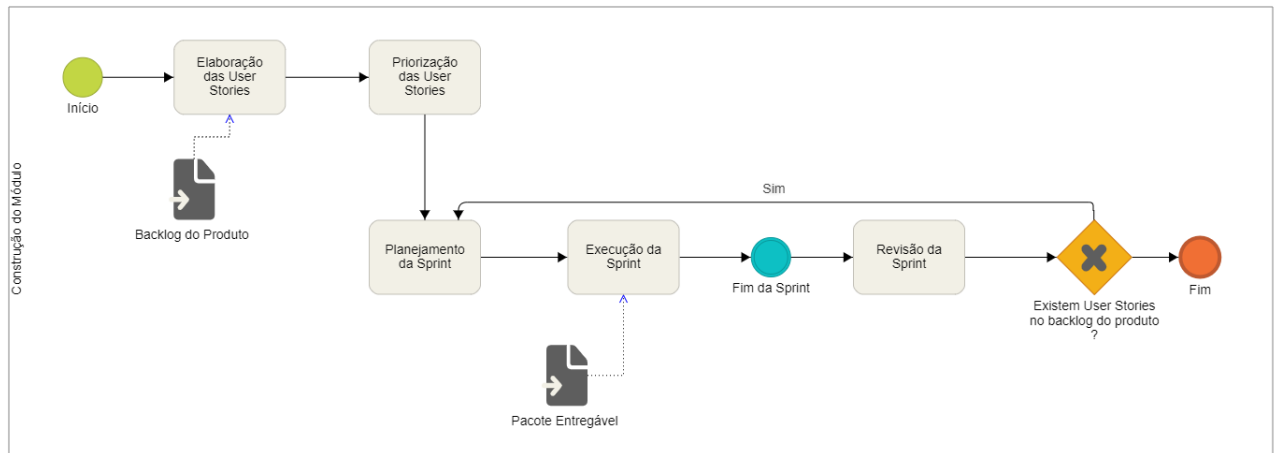 Construção do Módulo
Início
Elaboração
das User
Stories
Priorização
das User
Stories
Backlog do Produto
Sim
Planejamento
da Sprint
Execução da
Sprint
Fim da Sprint
Revisão da
Sprint
Existem User Stories
no backlog do produto
?
Fim
Pacote Entregável